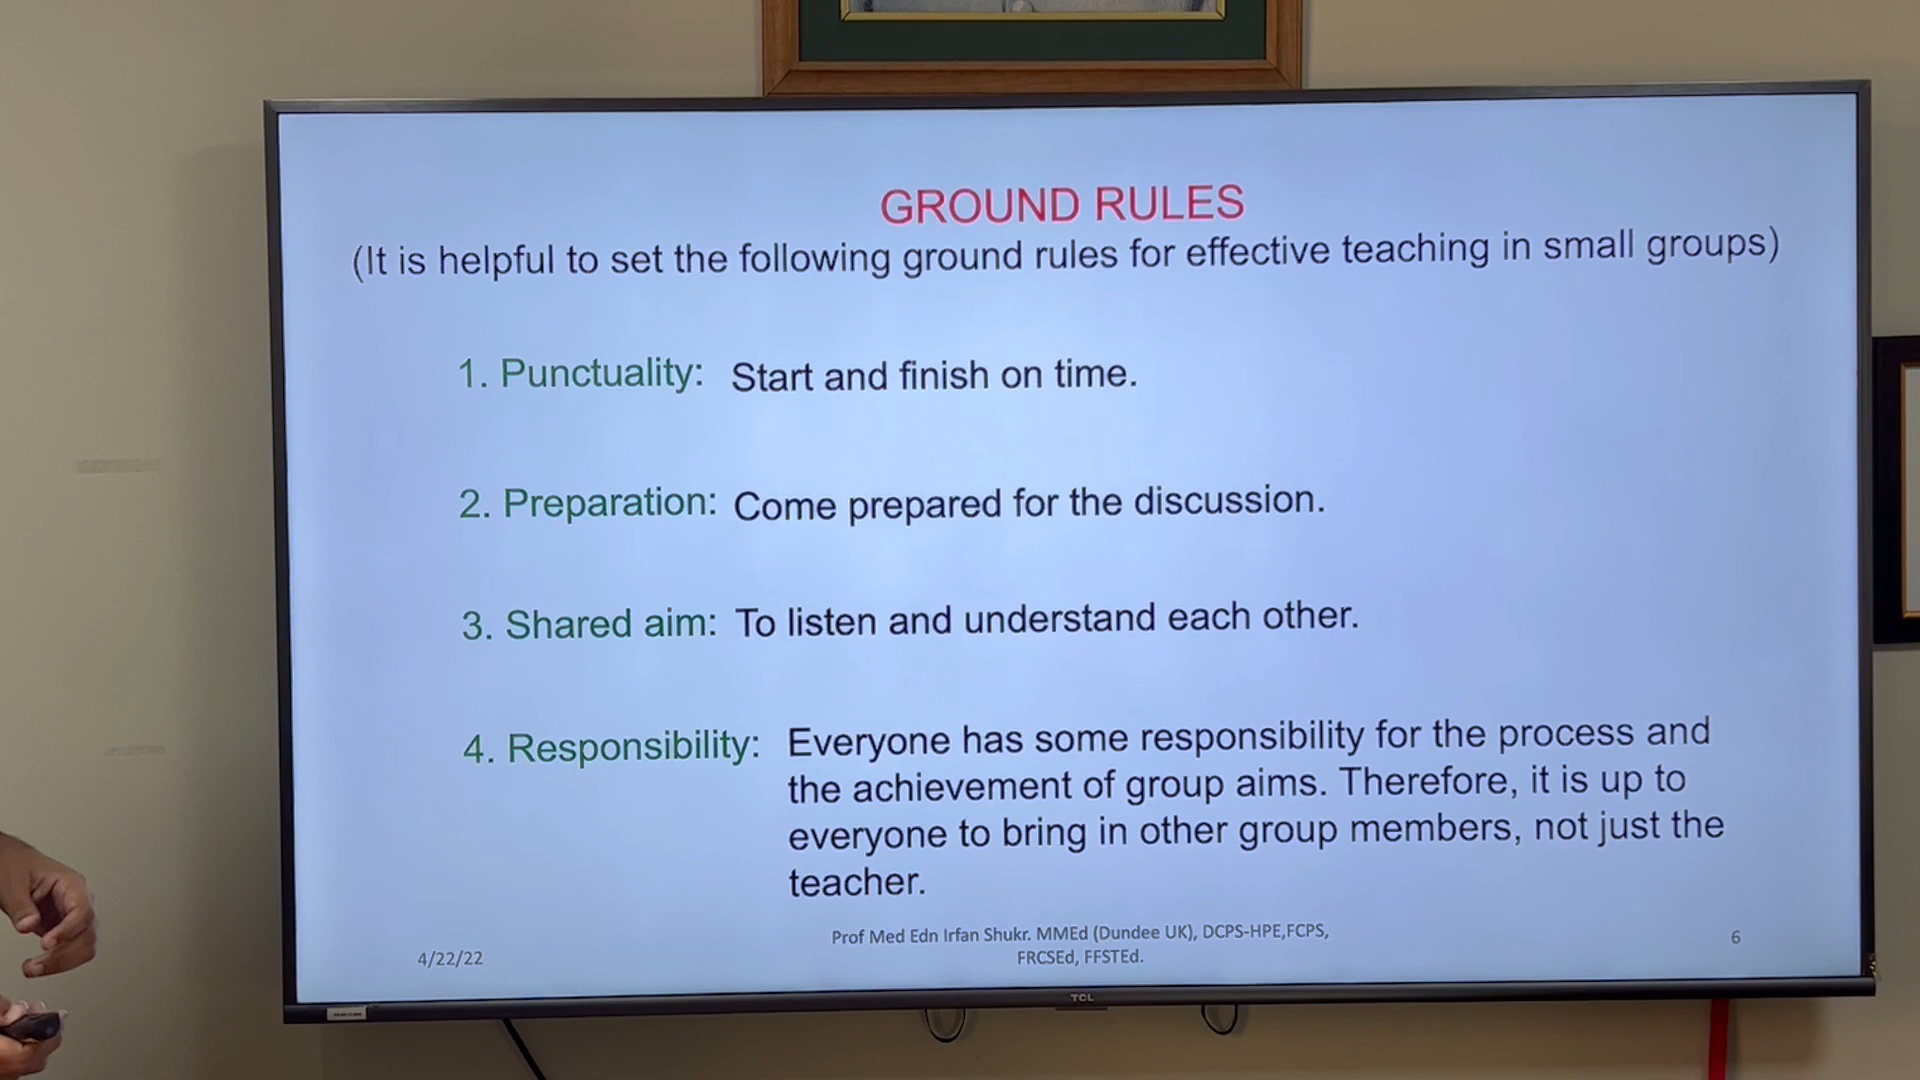 GROUND RULES
(It is helpful to set the following ground rules for effective teaching in small groups)
1. Punctuality: Start and finish on time.
2. Preparation: Come prepared for the discussion.
3. Shared aim: To listen and understand each other.
4. Responsibility: Everyone has some responsibility for the process and
the achievement of group aims. Therefore, it is up to
everyone to bring in other group members, not just the
teacher.
4/22/22
Prof Med Edn Irfan Shukr. MMEd (Dundee UK), DCPS-HPE,FCPS,
FRCSEd, FFSTEd.
6
TCL